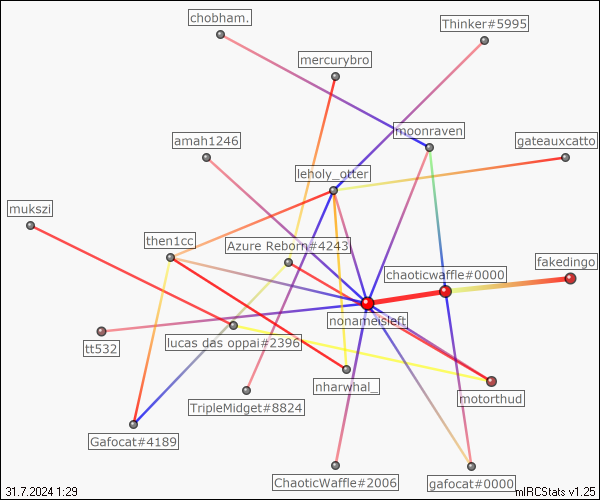 chobham.
Thinker#5995
mercurybro
moonraven
amah1246
gateauxcatto
leholy_otter
mukszi
then1cc
Azure Reborn#4243
chaoticwaffle#0000
fakedingo
nonameisleft
tt532
lucas das oppai#2396
nharwhal_
motorthud
TripleMidget#8824
Gafocat#4189
ChaoticWaffle#2006
gafocat#0000
31.7.2024 1:29
mIRCStats v1.25